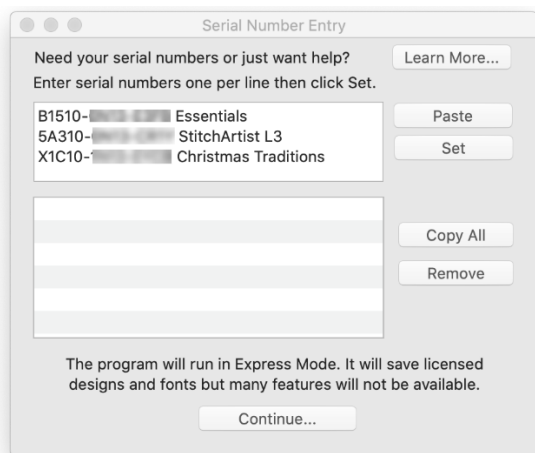 Serial Number Entry
Need your serial numbers or just want help?
Learn More...
Enter serial numbers one per line then click Set.
B1510- Essentials
5A310- StitchArtist L3
X1C10- Christmas Traditions
Paste
Set
Copy All
Remove
The program will run in Express Mode. It will save licensed
designs and fonts but many features will not be available.
Continue...